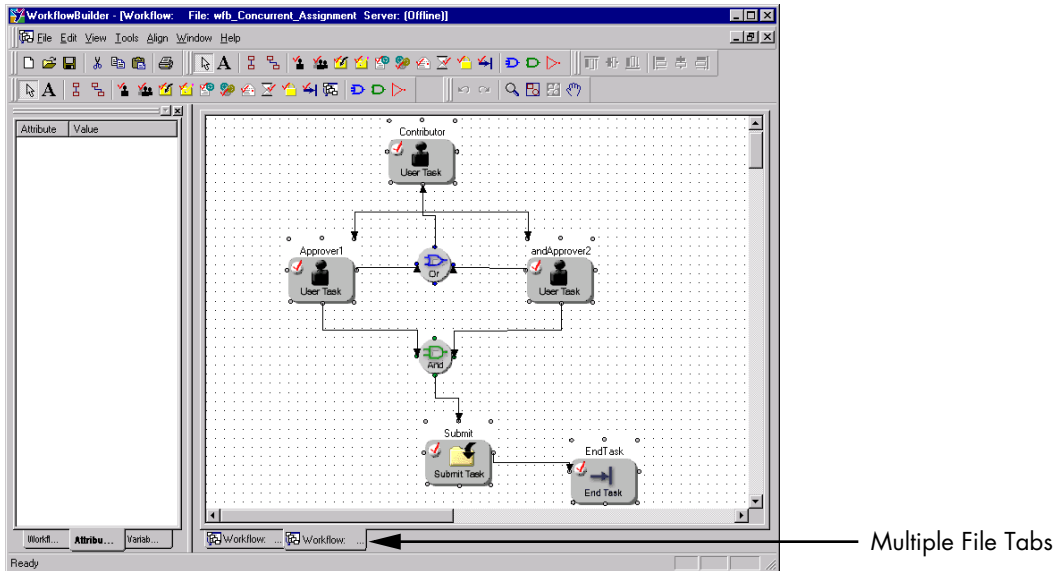 WorkflowBuilder - [Workflow: File: wfb_Concurrent_Assignment Server: (Offline)]
File Edit View Tools Align Window Help
A
A
Attribute Value
Contributor
User Task
Approver1
User Task
Or
andApprover2
User Task
And
Submit
Submit Task
EndTask
End Task
Workfl... Attribu... Variab...
Workflow: ... Workflow: ...
Multiple File Tabs
Ready